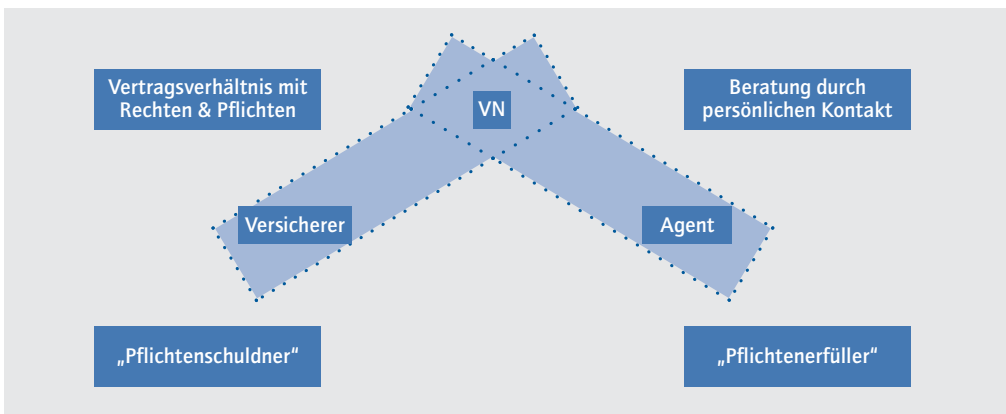 Vertragsverhältnis mit
Rechten & Pflichten
VN
Beratung durch
persönlichen Kontakt
Versicherer
Agent
„Pflichtenschuldner“
„Pflichtenerfüller“